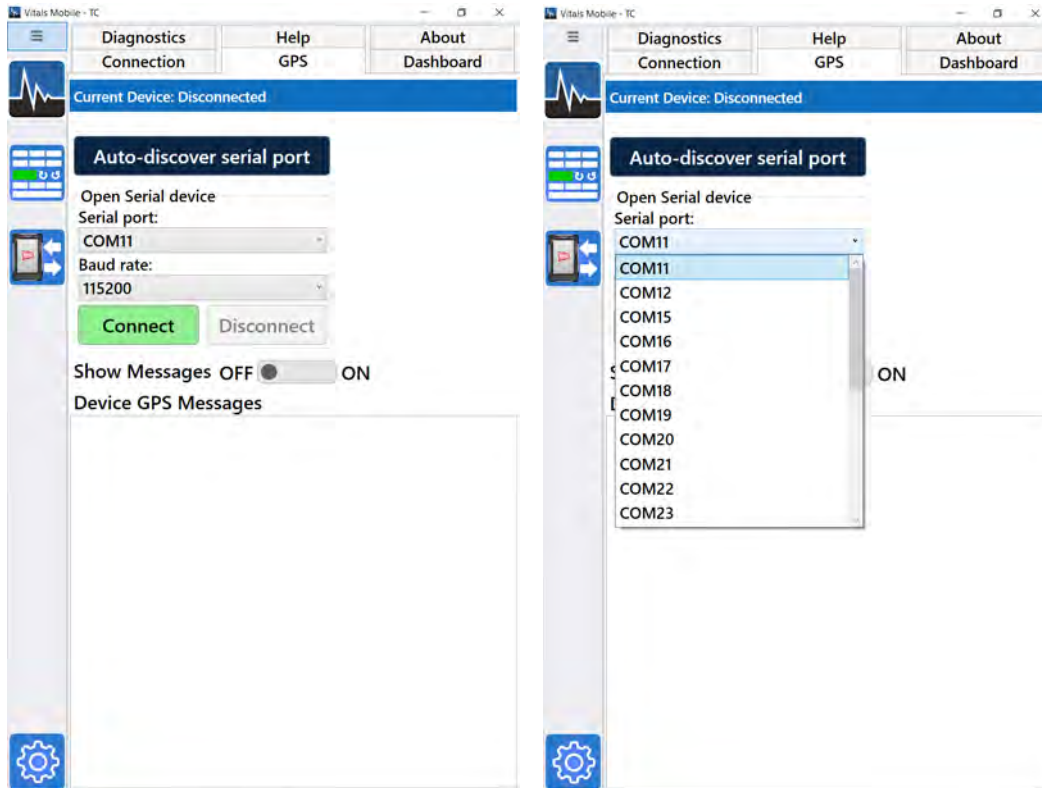 Vitals Mobile - TC
Diagnostics Help About
Connection GPS Dashboard
Current Device: Disconnected
Auto-discover serial port
Open Serial device
Serial port:
COM11
Baud rate:
115200
Connect Disconnect
Show Messages OFF ON
Device GPS Messages
Vitals Mobile - TC
Diagnostics Help About
Connection GPS Dashboard
Current Device: Disconnected
Auto-discover serial port
Open Serial device
Serial port:
COM11
COM11
COM12
COM15
COM16
COM17
COM18
ON
COM19
COM20
COM21
COM22
COM23